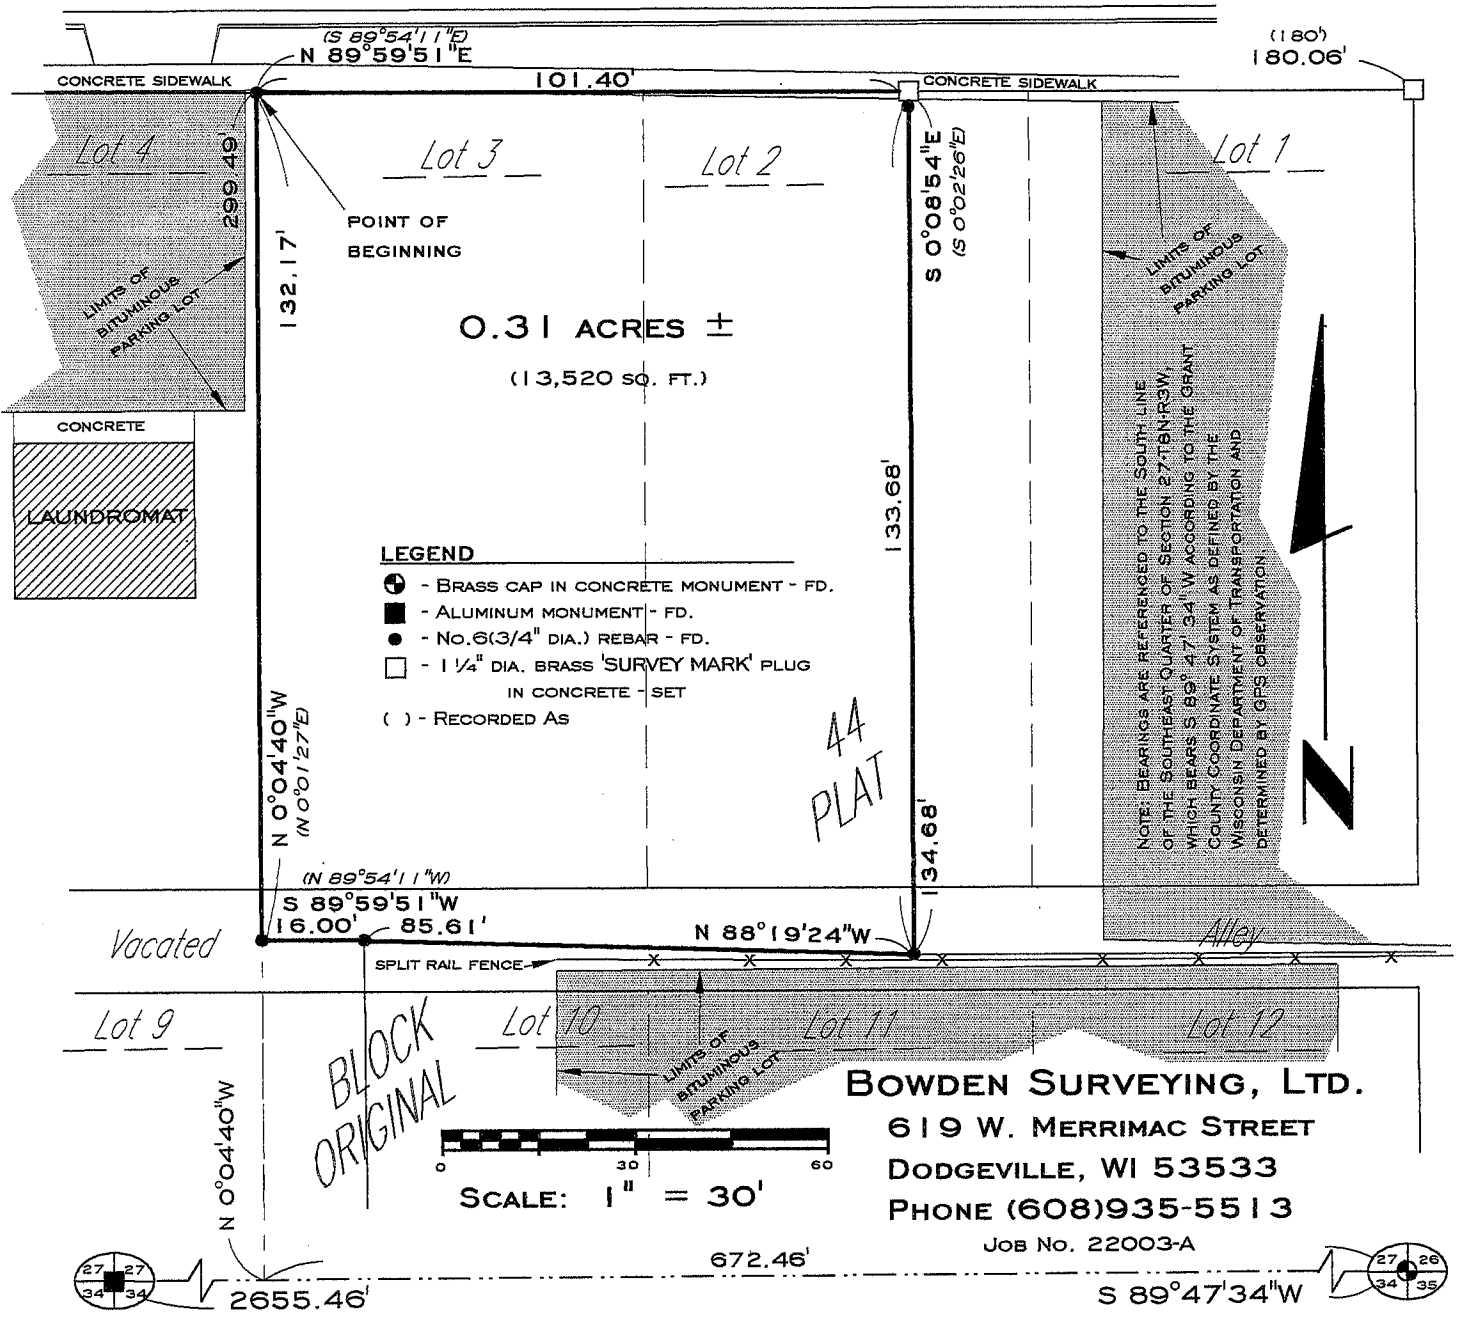 (S 89°54'11"E)
N 89°59'51"E
(180')
180.06'
CONCRETE SIDEWALK
101.40'
CONCRETE SIDEWALK
Lot 4
Lot 3
Lot 2
Lot 1
299.49'
132.17'
POINT OF
BEGINNING
S 0°08'54"E
(S 0°02'26"E)
LIMITS OF
BITUMINOUS
PARKING LOT
LIMITS OF
BITUMINOUS
PARKING LOT
0.31 ACRES ±
(13,520 SQ. FT.)
CONCRETE
LAUNDROMAT
133.68'
NOTE: BEARINGS ARE REFERENCED TO THE SOUTH LINE
OF THE SOUTHEAST QUARTER OF SECTION 27-T8N-R3W,
WHICH BEARS S 89° 47' 34" W ACCORDING TO THE GRANT
COUNTY COORDINATE SYSTEM AS DEFINED BY THE
WISCONSIN DEPARTMENT OF TRANSPORTATION AND
DETERMINED BY GPS OBSERVATION.
LEGEND
- BRASS CAP IN CONCRETE MONUMENT - FD.
- ALUMINUM MONUMENT - FD.
- NO.6(3/4" DIA.) REBAR - FD.
- 1 1/4" DIA. BRASS 'SURVEY MARK' PLUG
IN CONCRETE - SET
( ) - RECORDED AS
N 0°04'40"W
(N 0°01'27"E)
44
PLAT
N
134.68'
(N 89°54'11"W)
S 89°59'51"W
16.00'
85.61'
N 88°19'24"W
Vacated
Alley
SPLIT RAIL FENCE
X X X X X X X X
Lot 9
Lot 10
Lot 11
Lot 12
BLOCK
ORIGINAL
LIMITS OF
BITUMINOUS
PARKING LOT
N 0°04'40"W
0 30 60
SCALE: 1" = 30'
BOWDEN SURVEYING, LTD.
619 W. MERRIMAC STREET
DODGEVILLE, WI 53533
PHONE (608)935-5513
JOB NO. 22003-A
27 27
34 34
672.46'
27 26
34 35
2655.46'
S 89°47'34"W